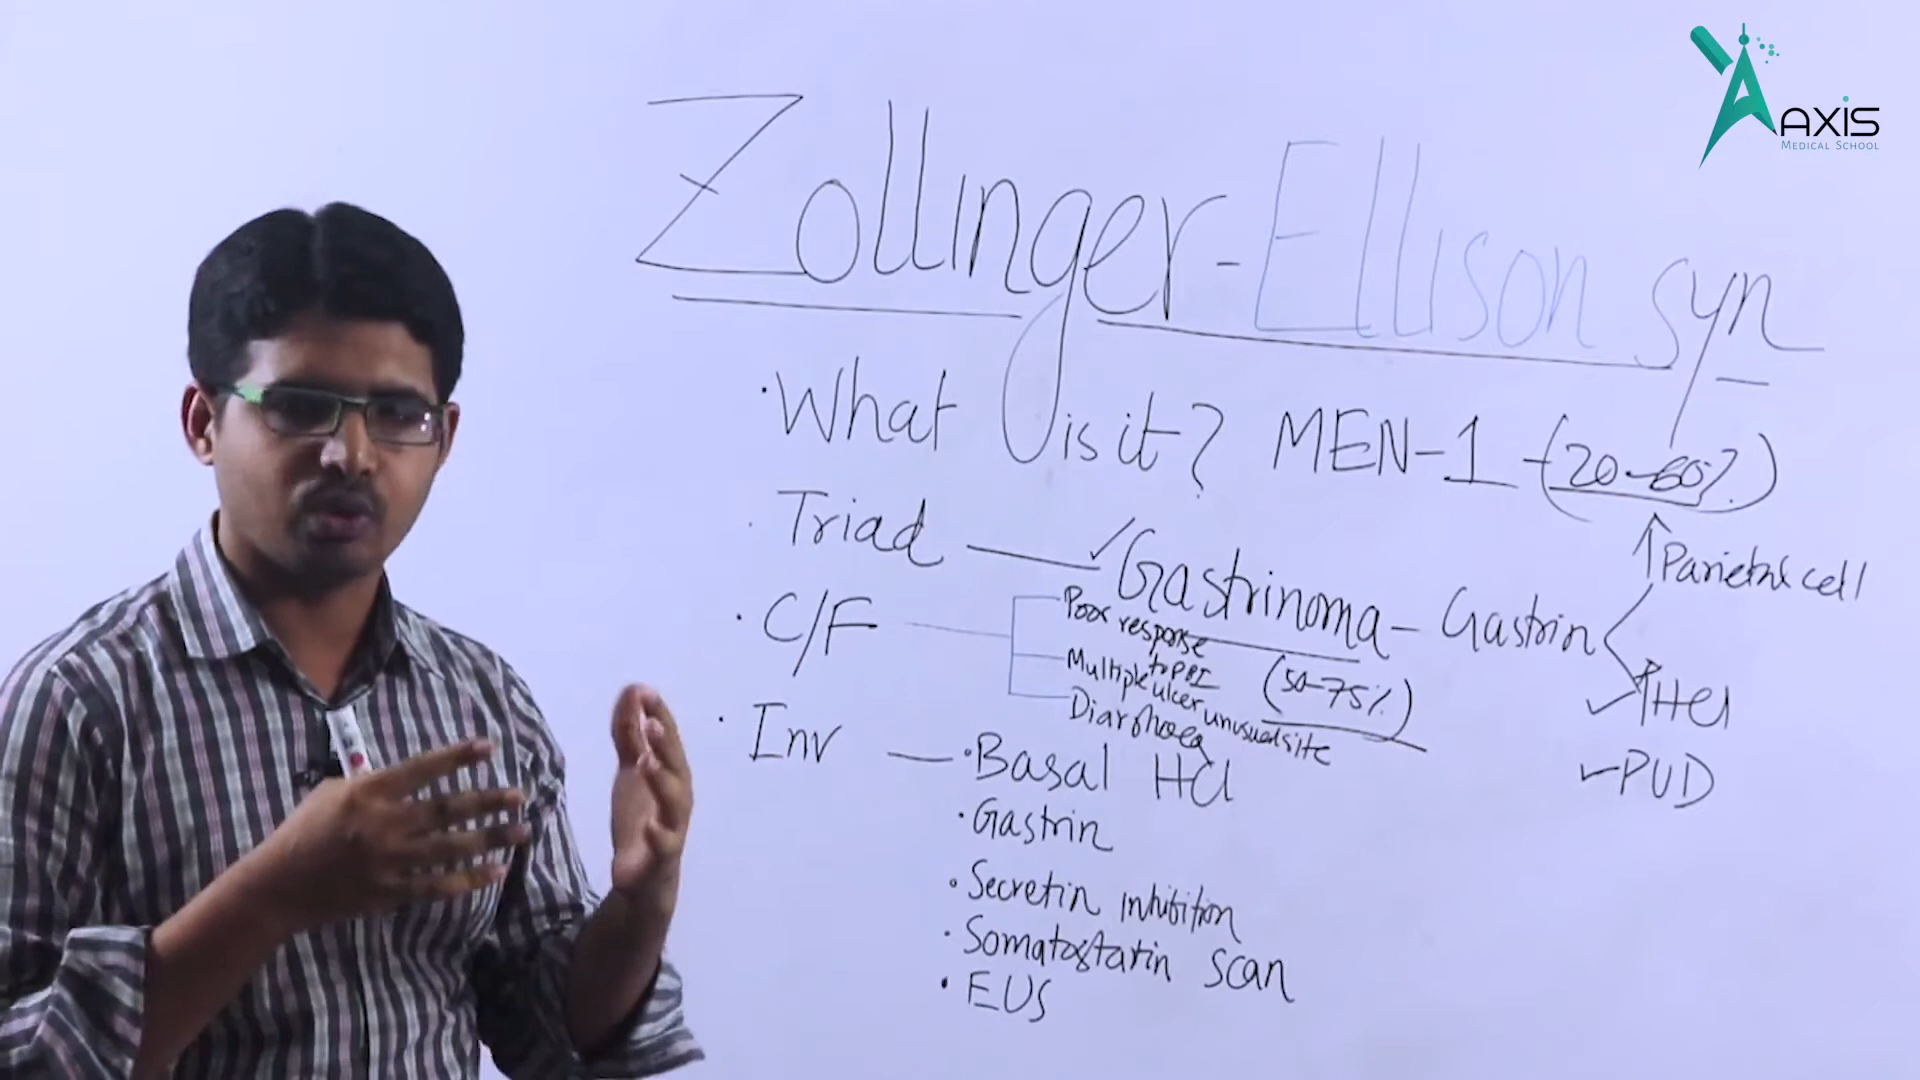 AXIS
MEDICAL SCHOOL
Zollinger-Ellison syn
· What is it? MEN-1 - (20-60%)
↑ Parietal cell
· Triad — ✓ Gastrinoma - Gastrin
(50-75%)
↑HCl
✓ PUD
· C/F
Poor response
to PPI
Multiple ulcer unusual site
Diarrhoea
· Inv — · Basal HCl
· Gastrin
· Secretin inhibition
· Somatostatin scan
· EUS